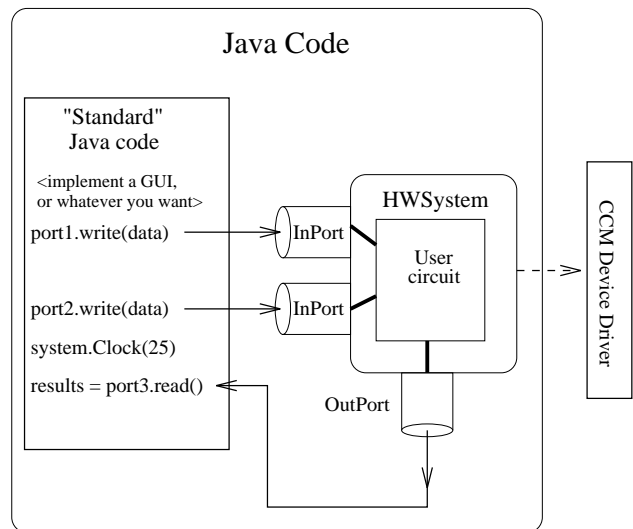 Java Code
"Standard"
Java code
<implement a GUI,
or whatever you want>
port1.write(data)
port2.write(data)
system.Clock(25)
results = port3.read()
InPort
InPort
HWSystem
User
circuit
OutPort
CCM Device Driver